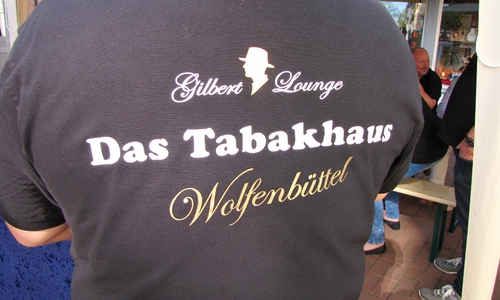 Gilbert Lounge
Das Tabakhaus
Wolfenbüttel